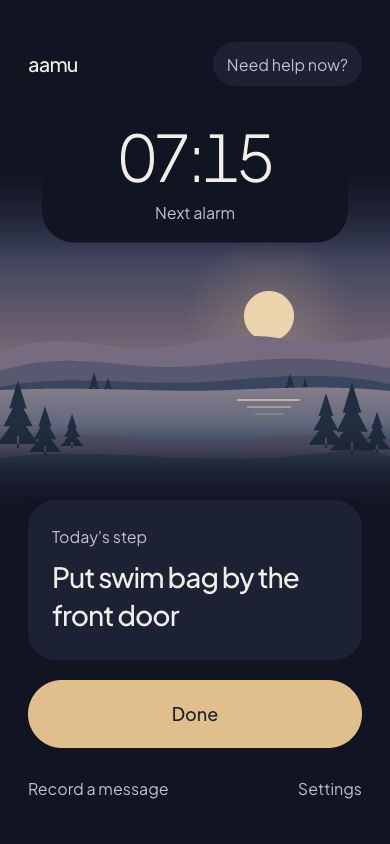 aamu
Need help now?
07:15
Next alarm
Today's step
Put swim bag by the
front door
Done
Record a message
Settings